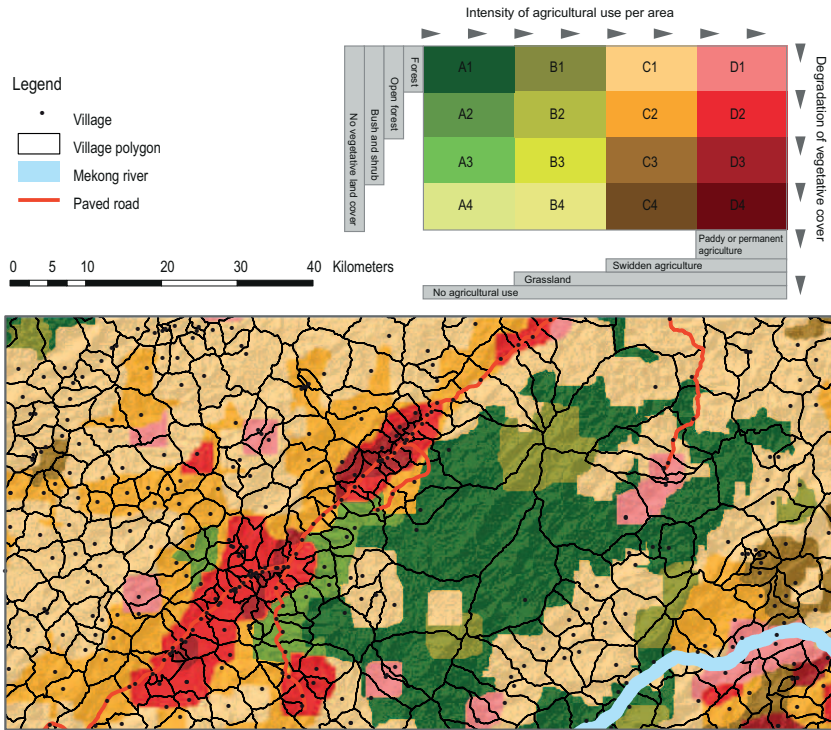 Intensity of agricultural use per area
Legend
Village
Village polygon
Mekong river
Paved road
0 5 10 20 30 40 Kilometers
No vegetative land cover
Bush and shrub
Open forest
Forest
A1 B1 C1 D1
A2 B2 C2 D2
A3 B3 C3 D3
A4 B4 C4 D4
Degradation of vegetative cover
Paddy or permanent
agriculture
Swidden agriculture
Grassland
No agricultural use